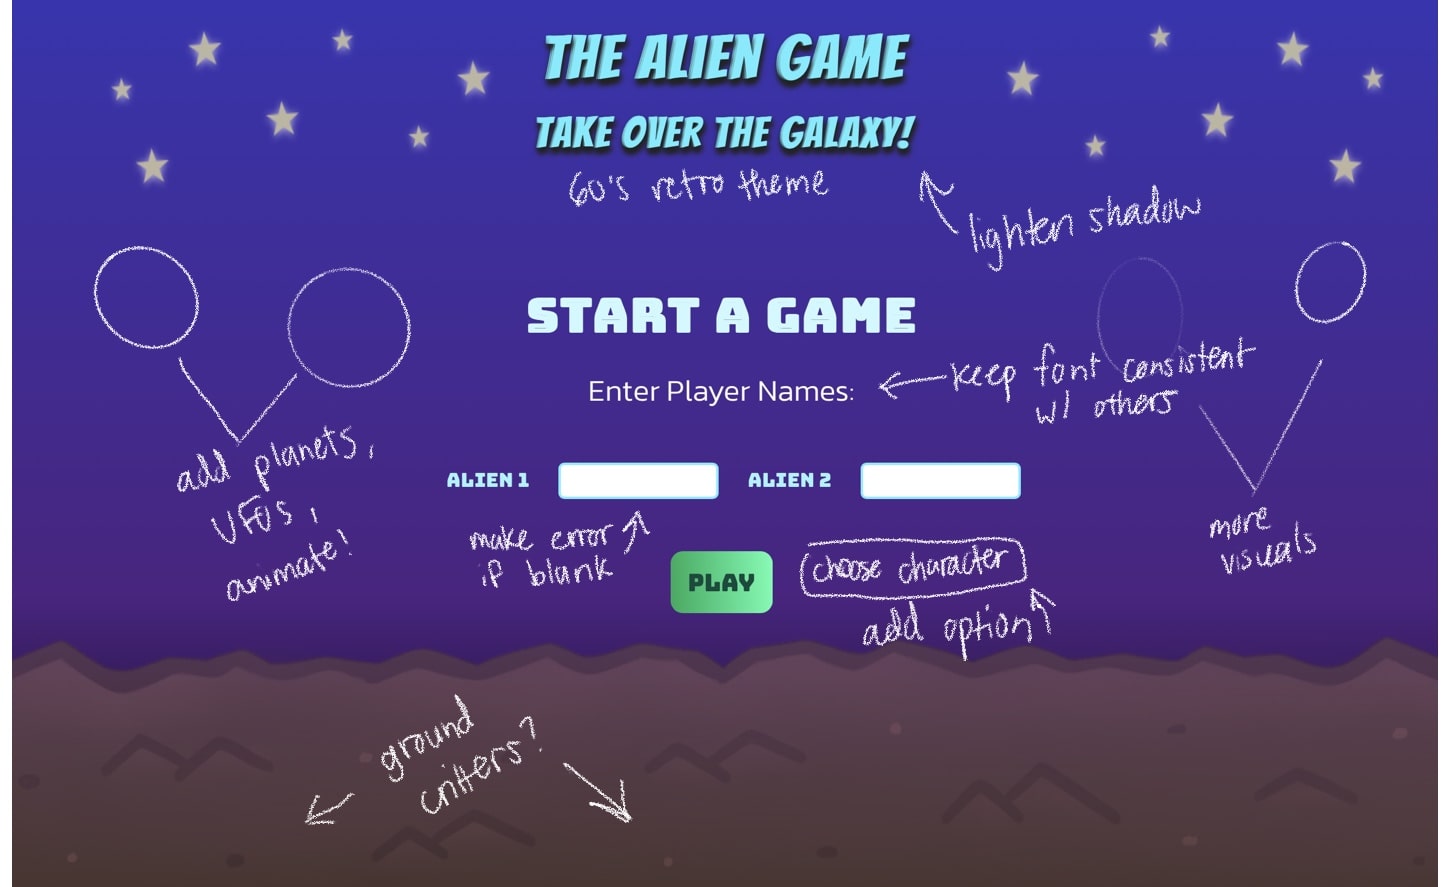 THE ALIEN GAME
TAKE OVER THE GALAXY!
60's retro theme
lighten shadow
START A GAME
Enter Player Names:
keep font consistent
w/ others
add planets,
UFOs,
animate!
ALIEN 1
ALIEN 2
make error
if blank
PLAY
choose character
add option
more
visuals
ground
critters?